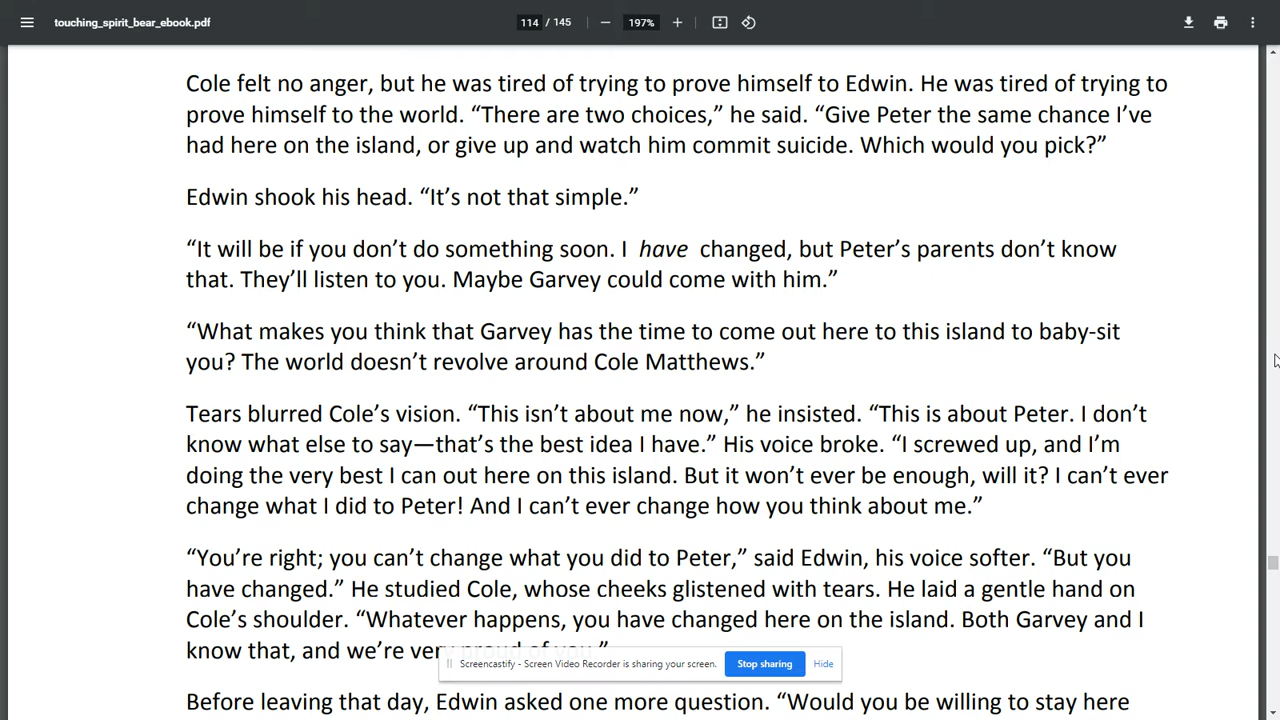 touching_spirit_bear_ebook.pdf
114 / 145
197%
Cole felt no anger, but he was tired of trying to prove himself to Edwin. He was tired of trying to
prove himself to the world. “There are two choices,” he said. “Give Peter the same chance I’ve
had here on the island, or give up and watch him commit suicide. Which would you pick?”
Edwin shook his head. “It’s not that simple.”
“It will be if you don’t do something soon. I have changed, but Peter’s parents don’t know
that. They’ll listen to you. Maybe Garvey could come with him.”
“What makes you think that Garvey has the time to come out here to this island to baby-sit
you? The world doesn’t revolve around Cole Matthews.”
Tears blurred Cole’s vision. “This isn’t about me now,” he insisted. “This is about Peter. I don’t
know what else to say—that’s the best idea I have.” His voice broke. “I screwed up, and I’m
doing the very best I can out here on this island. But it won’t ever be enough, will it? I can’t ever
change what I did to Peter! And I can’t ever change how you think about me.”
“You’re right; you can’t change what you did to Peter,” said Edwin, his voice softer. “But you
have changed.” He studied Cole, whose cheeks glistened with tears. He laid a gentle hand on
Cole’s shoulder. “Whatever happens, you have changed here on the island. Both Garvey and I
know that, and we’re very proud of you.”
Screencastify - Screen Video Recorder is sharing your screen. Stop sharing Hide
Before leaving that day, Edwin asked one more question. “Would you be willing to stay here